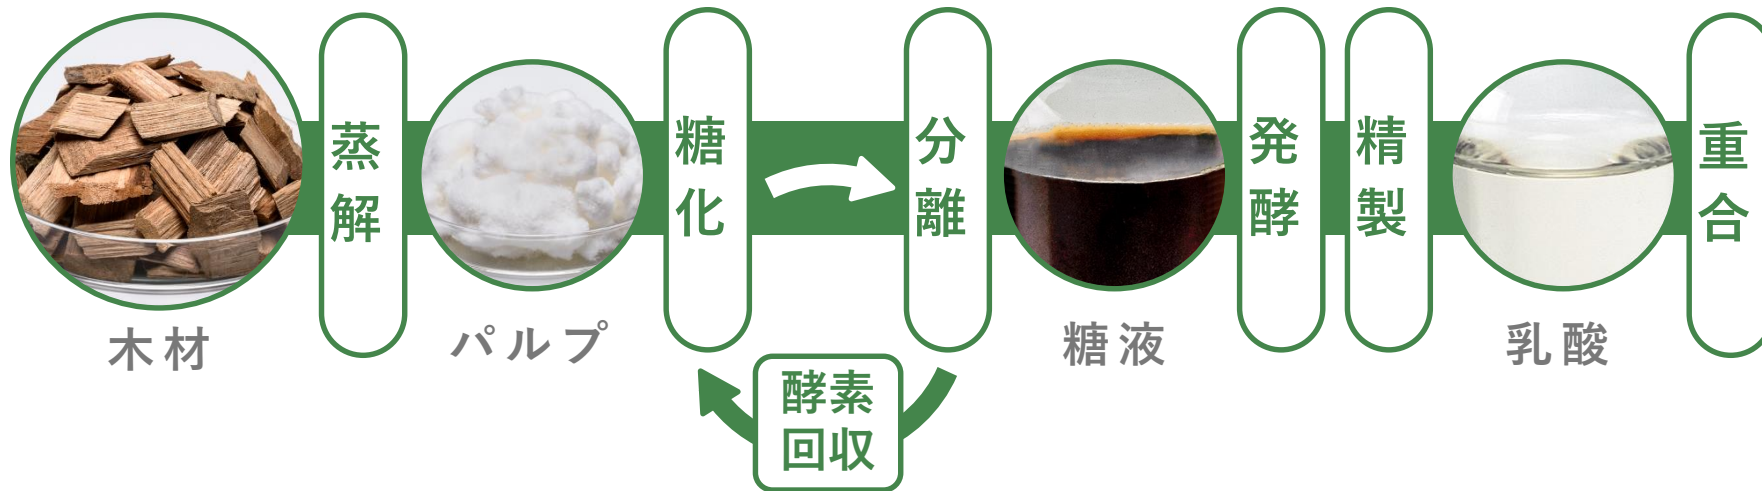 木材
蒸解
パルプ
糖化
酵素
回収
分離
糖液
発酵
精製
乳酸
重合